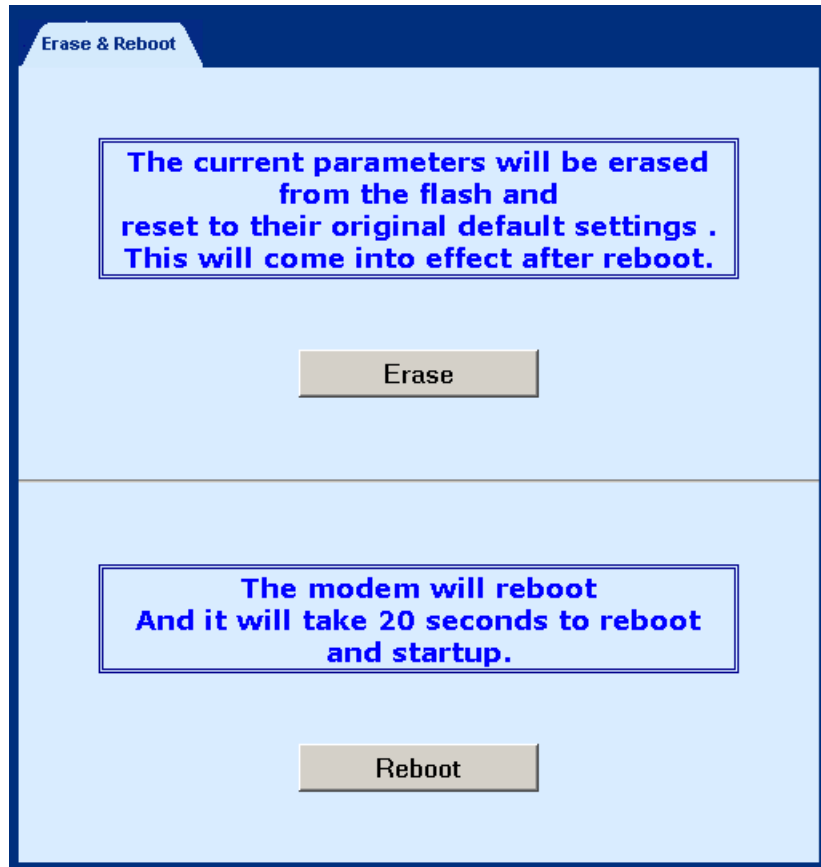 Erase & Reboot
The current parameters will be erased
from the flash and
reset to their original default settings .
This will come into effect after reboot.
Erase
The modem will reboot
And it will take 20 seconds to reboot
and startup.
Reboot